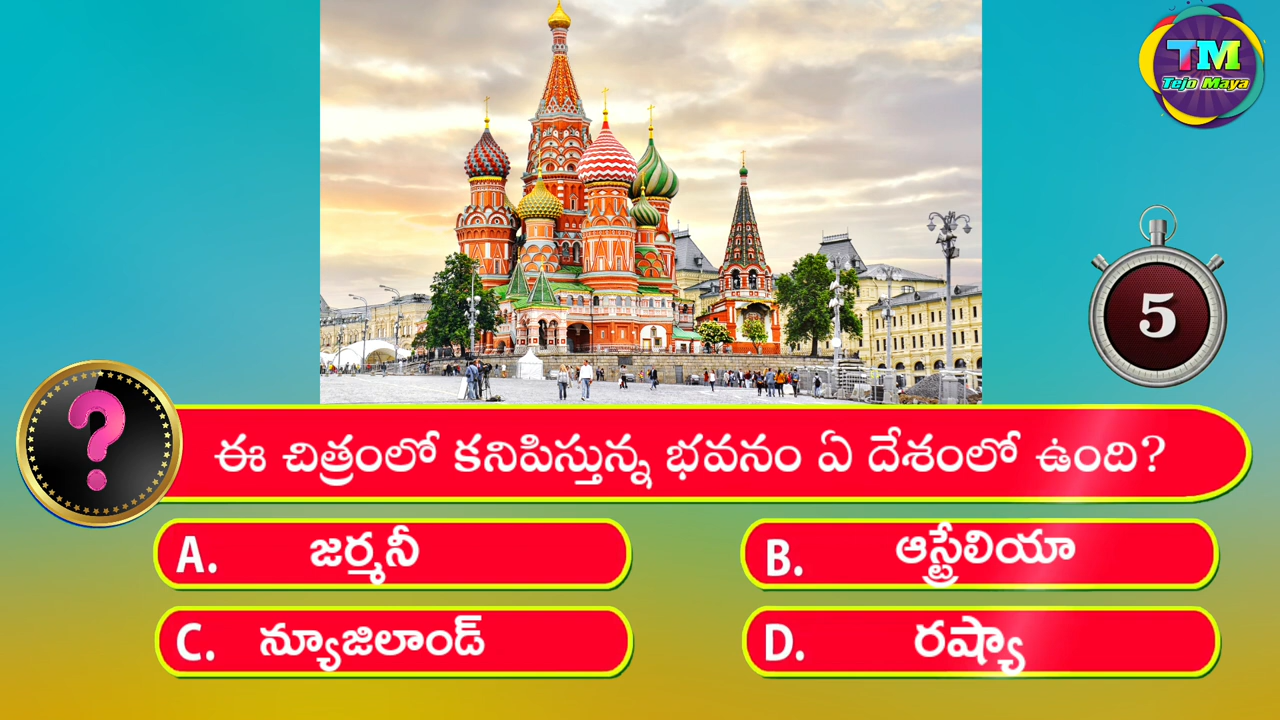 TM
Tejo Maya
5
?
ఈ చిత్రంలో కనిపిస్తున్న భవనం ఏ దేశంలో ఉంది?
A. జర్మనీ
B. ఆస్ట్రేలియా
C. న్యూజిలాండ్
D. రష్యా